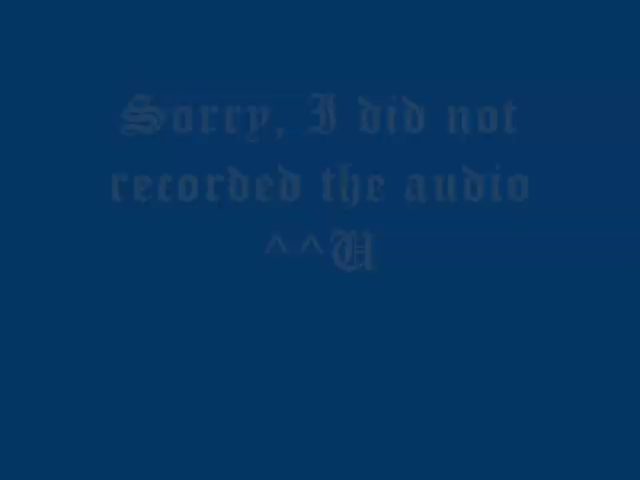 Sorry, I did not
recorded the audio
^^U